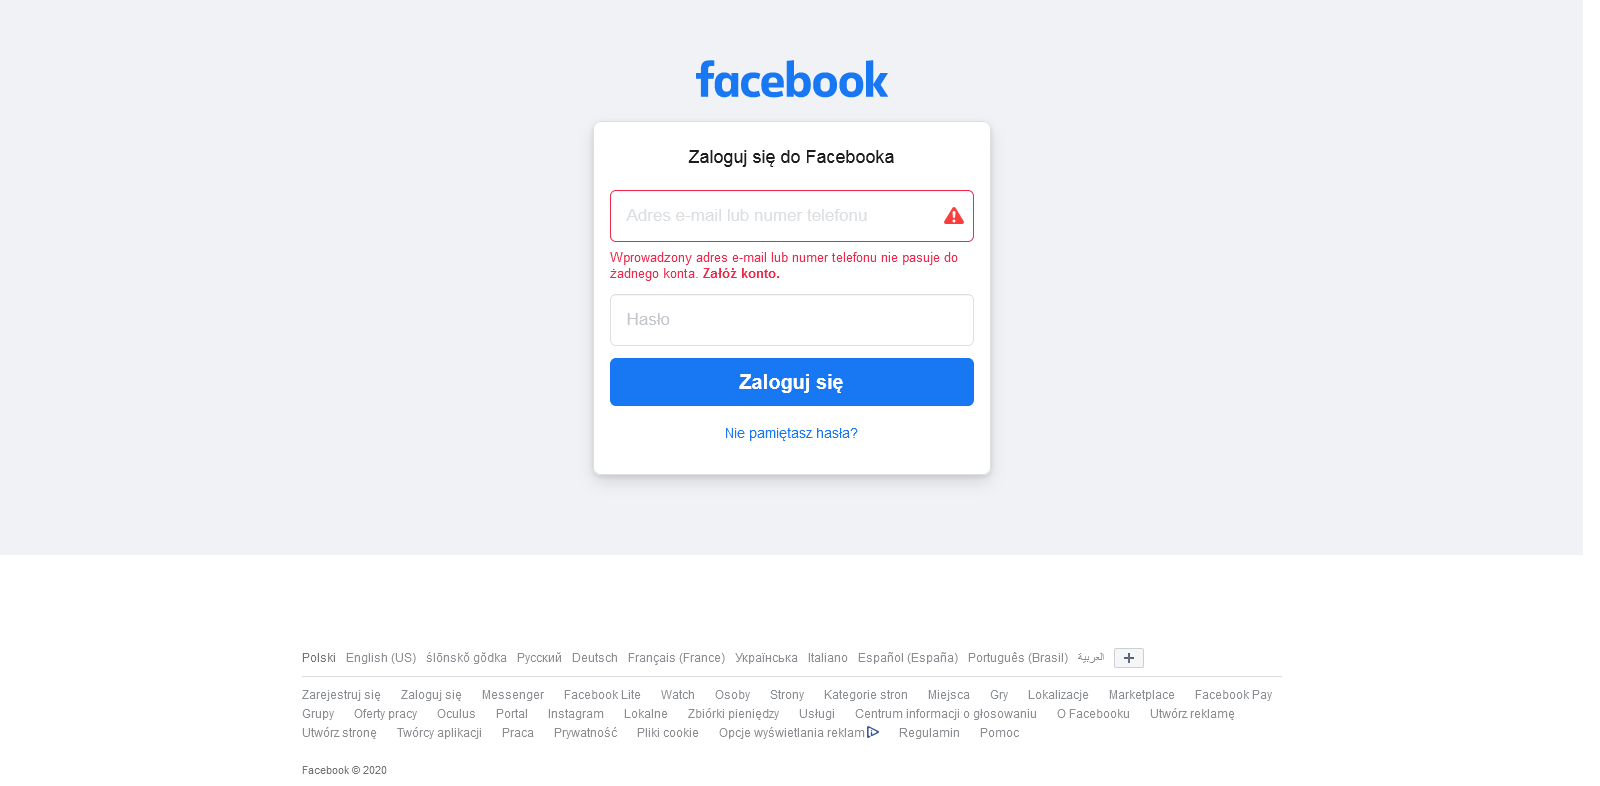 facebook
Zaloguj się do Facebooka
Adres e-mail lub numer telefonu
Wprowadzony adres e-mail lub numer telefonu nie pasuje do
żadnego konta. Załóż konto.
Hasło
Zaloguj się
Nie pamiętasz hasła?
Polski English (US) ślōnskŏ gŏdka Русский Deutsch Français (France) Українська Italiano Español (España) Português (Brasil) العربية
Zarejestruj się Zaloguj się Messenger Facebook Lite Watch Osoby Strony Kategorie stron Miejsca Gry Lokalizacje Marketplace Facebook Pay
Grupy Oferty pracy Oculus Portal Instagram Lokalne Zbiórki pieniędzy Usługi Centrum informacji o głosowaniu O Facebooku Utwórz reklamę
Utwórz stronę Twórcy aplikacji Praca Prywatność Pliki cookie Opcje wyświetlania reklam Regulamin Pomoc
Facebook © 2020